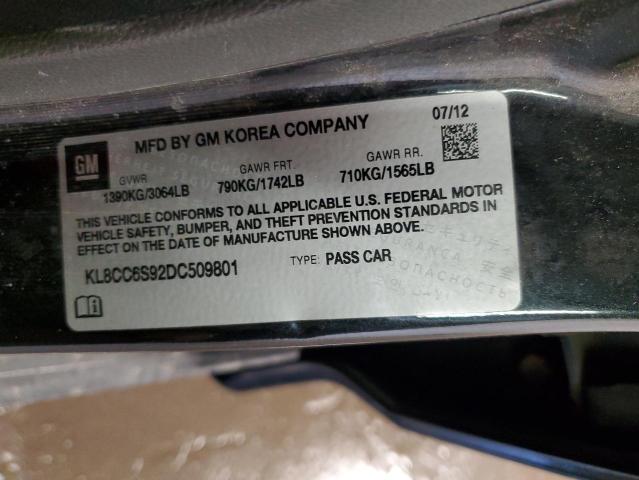 MFD BY GM KOREA COMPANY 07/12
GM
GVWR GAWR FRT. GAWR RR.
1390KG/3064LB 790KG/1742LB 710KG/1565LB
THIS VEHICLE CONFORMS TO ALL APPLICABLE U.S. FEDERAL MOTOR
VEHICLE SAFETY, BUMPER, AND THEFT PREVENTION STANDARDS IN
EFFECT ON THE DATE OF MANUFACTURE SHOWN ABOVE.
KL8CC6S92DC509801 TYPE: PASS CAR